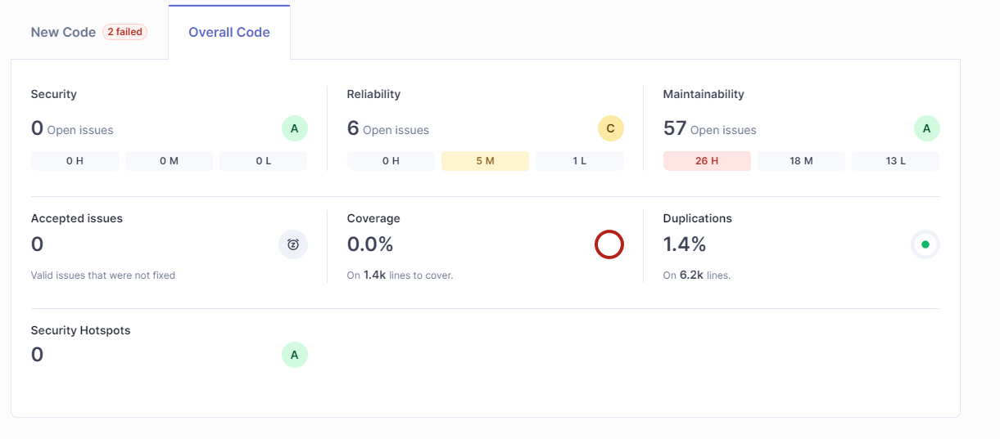 New Code 2 failed Overall Code
Security
0 Open issues A
0 H 0 M 0 L
Reliability
6 Open issues C
0 H 5 M 1 L
Maintainability
57 Open issues A
26 H 18 M 13 L
Accepted issues
0
Valid issues that were not fixed
Coverage
0.0%
On 1.4k lines to cover.
Duplications
1.4%
On 6.2k lines.
Security Hotspots
0 A